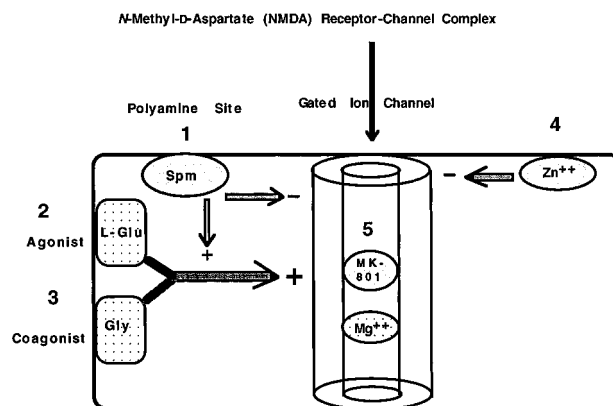 N-Methyl-D-Aspartate (NMDA) Receptor-Channel Complex
Polyamine Site
Gated Ion Channel
1
4
Spm
Zn++
2
L-Glu
Agonist
+
5
MK-
801
+
3
Gly
Coagonist
Mg++